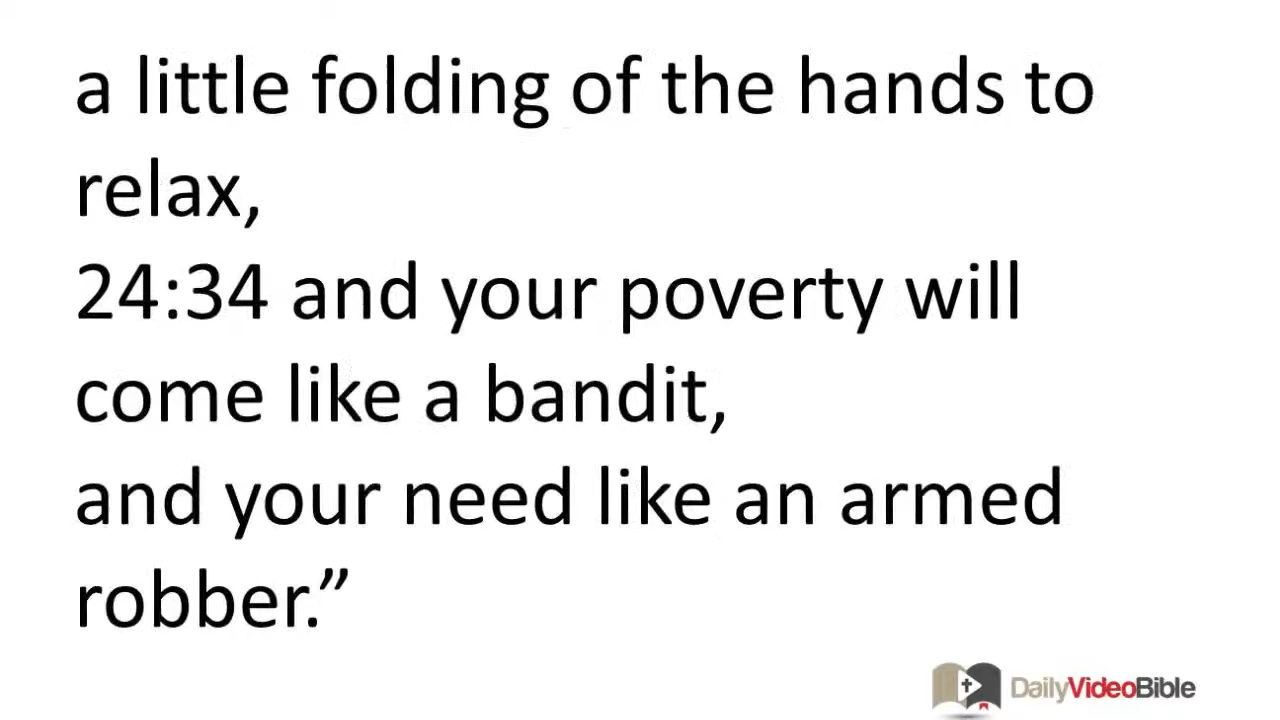 a little folding of the hands to
relax,
24:34 and your poverty will
come like a bandit,
and your need like an armed
robber.”
DailyVideoBible